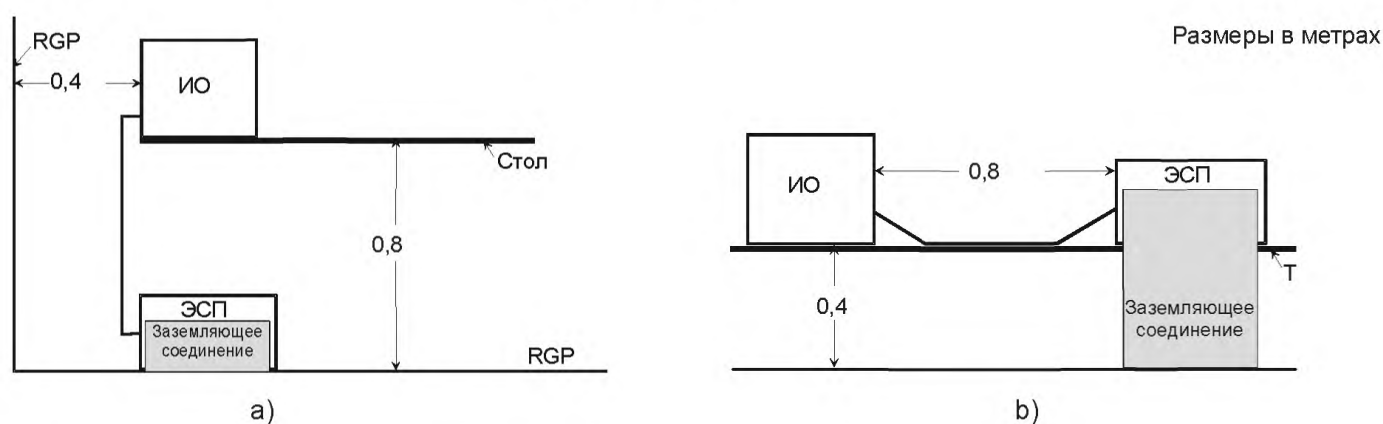 Размеры в метрах
RGP
0,4
ИО
Стол
0,8
ЭСП
Заземляющее
соединение
RGP
a)
ИО
0,8
ЭСП
T
0,4
Заземляющее
соединение
b)